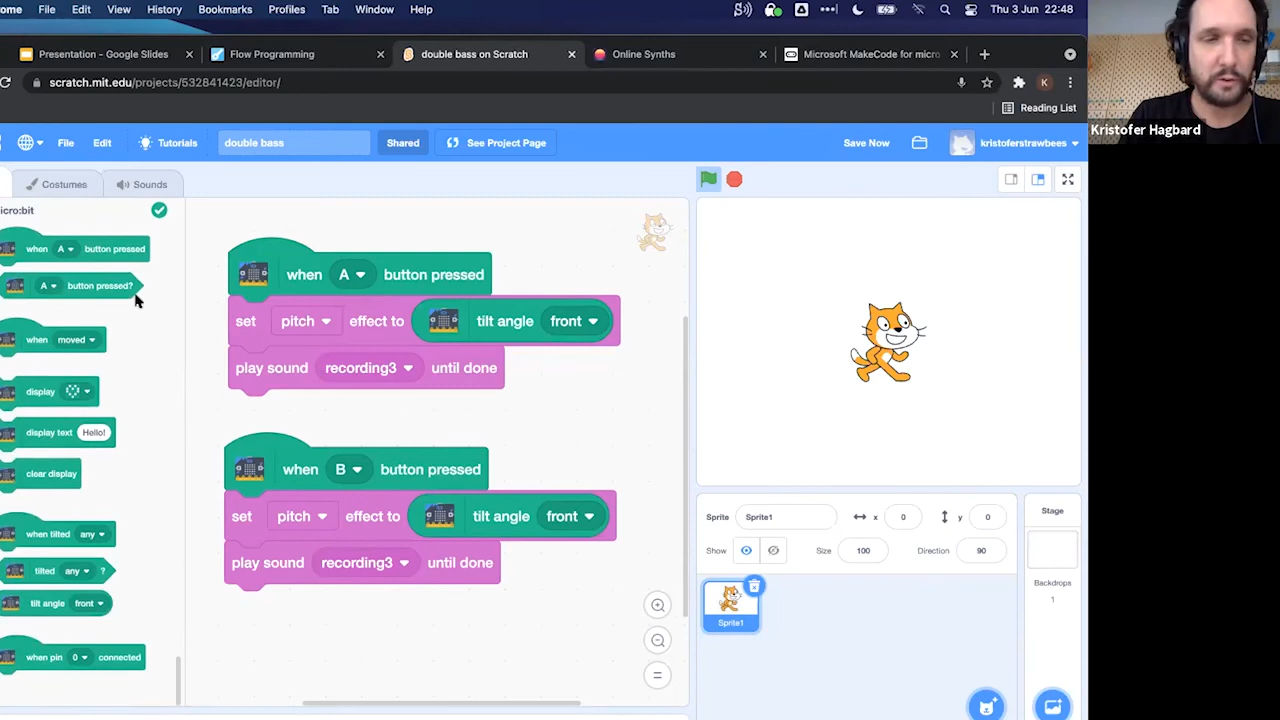 ome File Edit View History Bookmarks Profiles Tab Window Help Thu 3 Jun 22:48
Presentation - Google Slides Flow Programming double bass on Scratch Online Synths Microsoft MakeCode for micro
scratch.mit.edu/projects/532841423/editor/ K
Reading List
Kristofer Hagbard
File Edit Tutorials double bass Shared See Project Page Save Now kristoferstrawbees
Costumes Sounds
icro:bit
when A button pressed
A button pressed?
when moved
display
display text Hello!
clear display
when tilted any
tilted any ?
tilt angle front
when pin 0 connected
when A button pressed
set pitch effect to tilt angle front
play sound recording3 until done
when B button pressed
set pitch effect to tilt angle front
play sound recording3 until done
Sprite Sprite1 x 0 y 0
Show Size 100 Direction 90
Sprite1
Stage
Backdrops
1